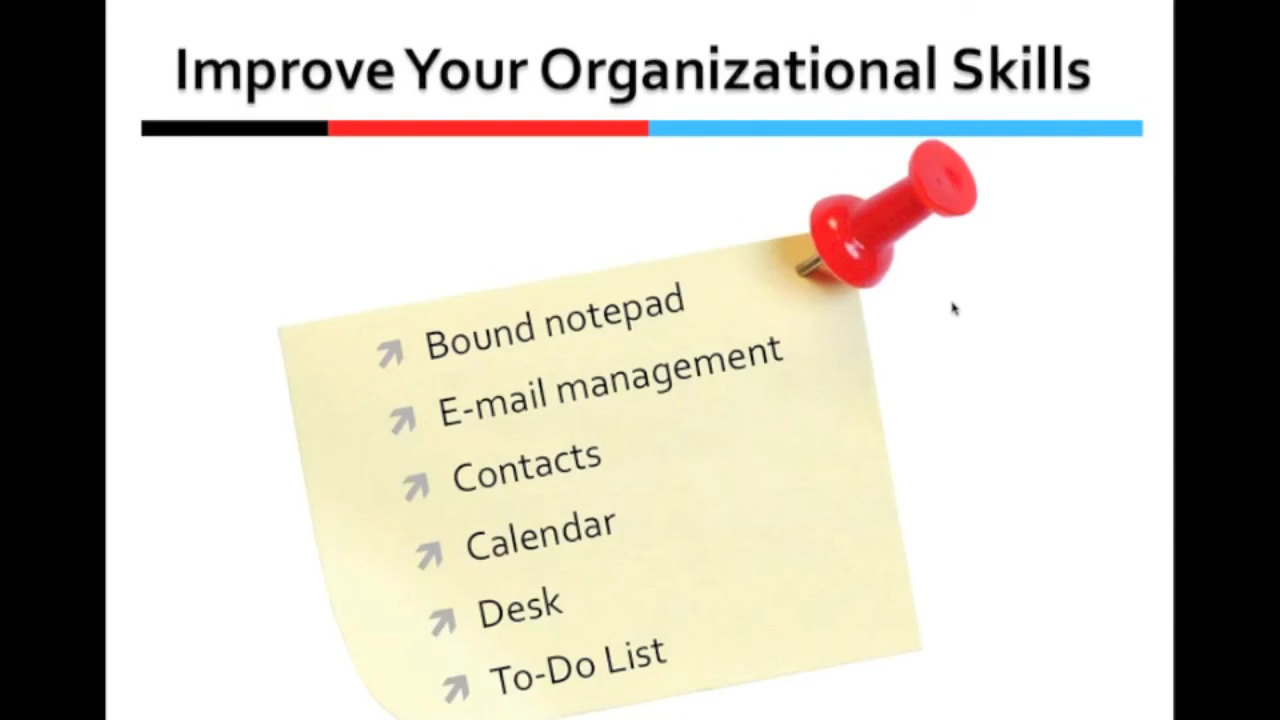 Improve Your Organizational Skills
Bound notepad
E-mail management
Contacts
Calendar
Desk
To-Do List